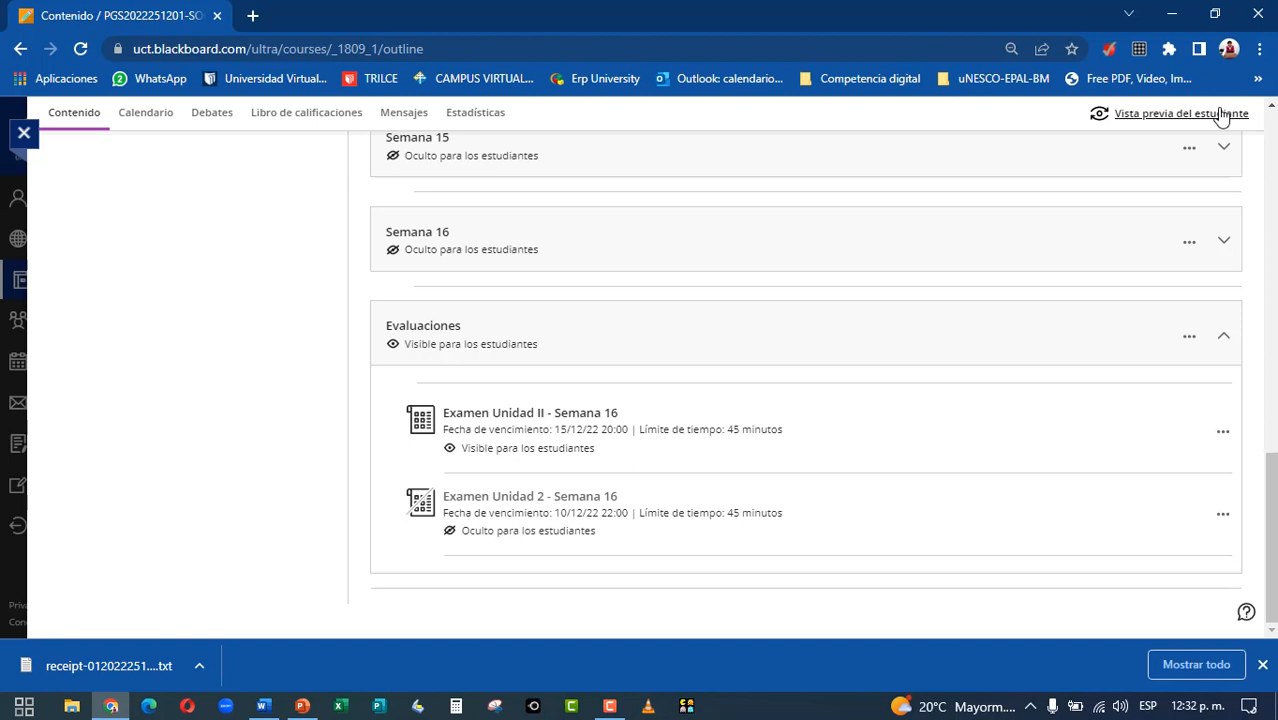 Contenido / PGS2022251201-SO
uct.blackboard.com/ultra/courses/_1809_1/outline
Aplicaciones WhatsApp Universidad Virtual... TRILCE CAMPUS VIRTUAL... Erp University Outlook: calendario... Competencia digital uNESCO-EPAL-BM Free PDF, Video, Im... »
Contenido Calendario Debates Libro de calificaciones Mensajes Estadísticas Vista previa del estudiante
Semana 15
Oculto para los estudiantes
Semana 16
Oculto para los estudiantes
Evaluaciones
Visible para los estudiantes
Examen Unidad II - Semana 16
Fecha de vencimiento: 15/12/22 20:00 | Límite de tiempo: 45 minutos
Visible para los estudiantes
Examen Unidad 2 - Semana 16
Fecha de vencimiento: 10/12/22 22:00 | Límite de tiempo: 45 minutos
Oculto para los estudiantes
Priva
Con
receipt-012022251....txt
Mostrar todo
20°C Mayorm... ESP 12:32 p. m.